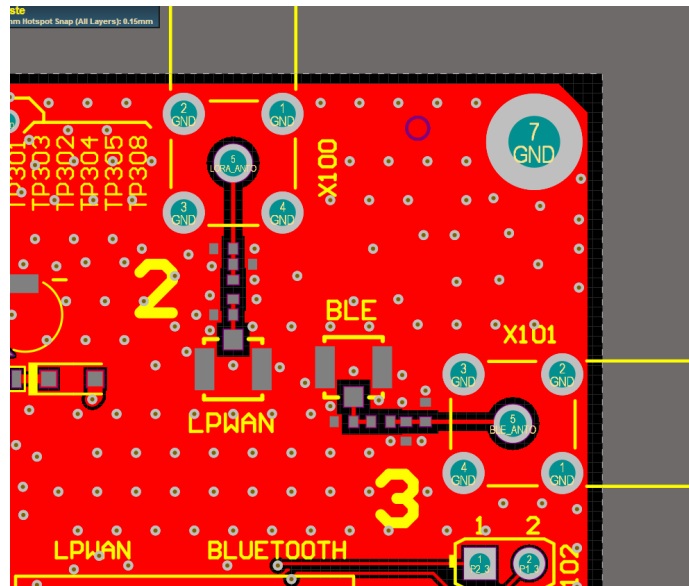 ste
m Hotspot Snap (All Layers): 0.15mm
2
GND
1
GND
TP301
TP303
TP302
TP304
TP305
TP308
5
LORA_ANT0
X100
7
GND
3
GND
4
GND
2
BLE
X101
3
GND
2
GND
LPWAN
5
BLE_ANT0
4
GND
1
GND
3
1
2
LPWAN
BLUETOOTH
1
P2_3
2
P1_3
102